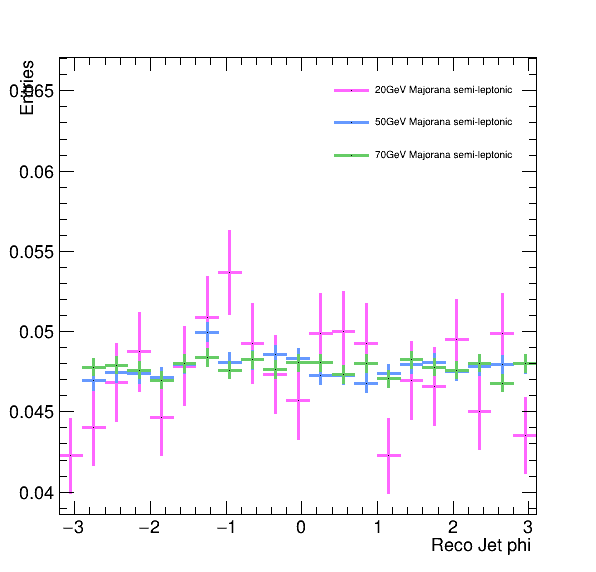 Entries
0.065
20GeV Majorana semi-leptonic
50GeV Majorana semi-leptonic
70GeV Majorana semi-leptonic
0.06
0.055
0.05
0.045
0.04
−3 −2 −1 0 1 2 3
Reco Jet phi